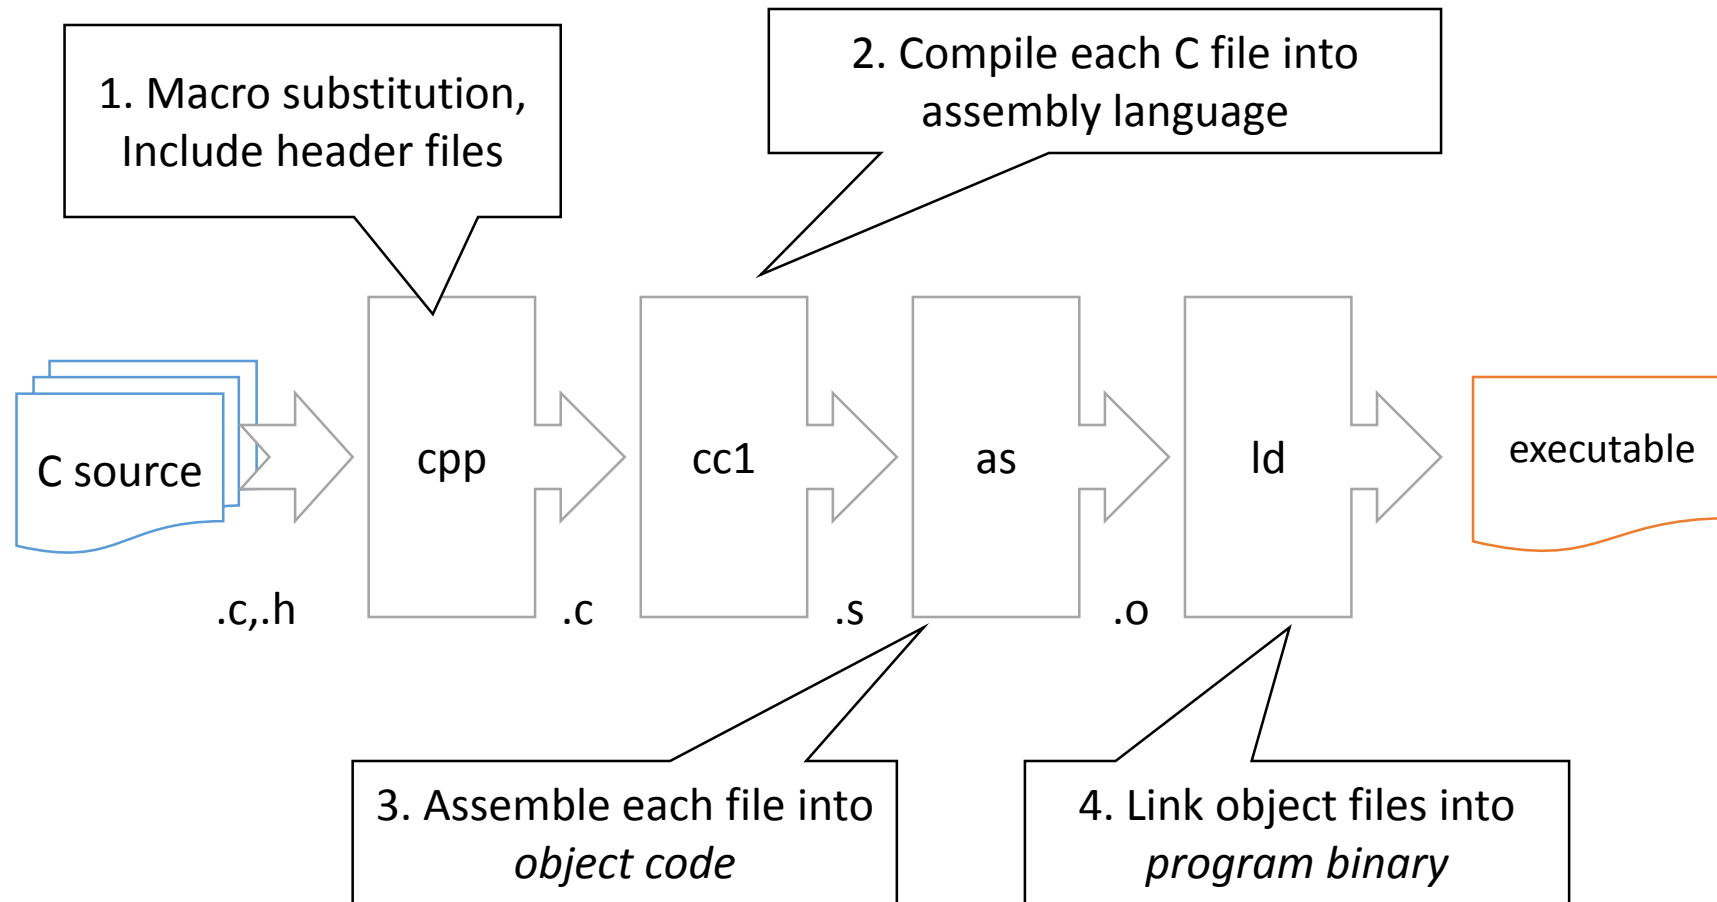 1. Macro substitution,
Include header files
2. Compile each C file into
assembly language
C source
cpp
cc1
as
ld
executable
.c,.h
.c
.s
.o
3. Assemble each file into
object code
4. Link object files into
program binary